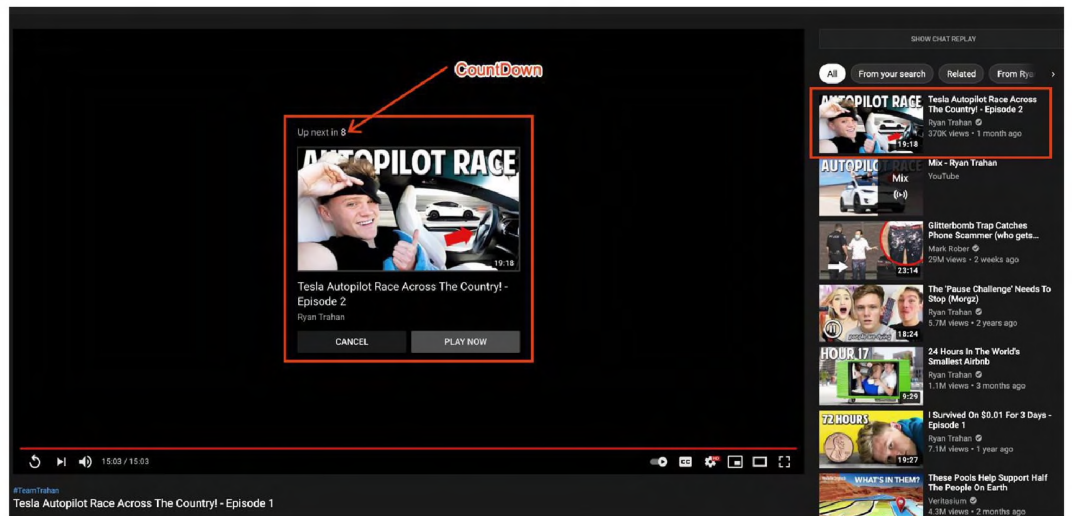 CountDown
Up next in 8
AUTOPILOT RACE
19:18
Tesla Autopilot Race Across The Country! -
Episode 2
Ryan Trahan
CANCEL
PLAY NOW
15:03 / 15:03
CC
HD
#TeamTrahan
Tesla Autopilot Race Across The Country! - Episode 1
SHOW CHAT REPLAY
All
From your search
Related
From Rya
AUTOPILOT RACE
19:18
Tesla Autopilot Race Across
The Country! - Episode 2
Ryan Trahan
370K views • 1 month ago
AUTOPILOT RACE
Mix
Mix - Ryan Trahan
YouTube
23:14
Glitterbomb Trap Catches
Phone Scammer (who gets...
Mark Rober
29M views • 2 weeks ago
18:24
The 'Pause Challenge' Needs To
Stop (Morgz)
Ryan Trahan
5.7M views • 2 years ago
HOUR 17
9:29
24 Hours In The World's
Smallest Airbnb
Ryan Trahan
1.1M views • 3 months ago
72 HOURS
19:27
I Survived On $0.01 For 3 Days -
Episode 1
Ryan Trahan
7.1M views • 1 year ago
WHAT'S IN THEM?
These Pools Help Support Half
The People On Earth
Veritasium
4.3M views • 2 months ago